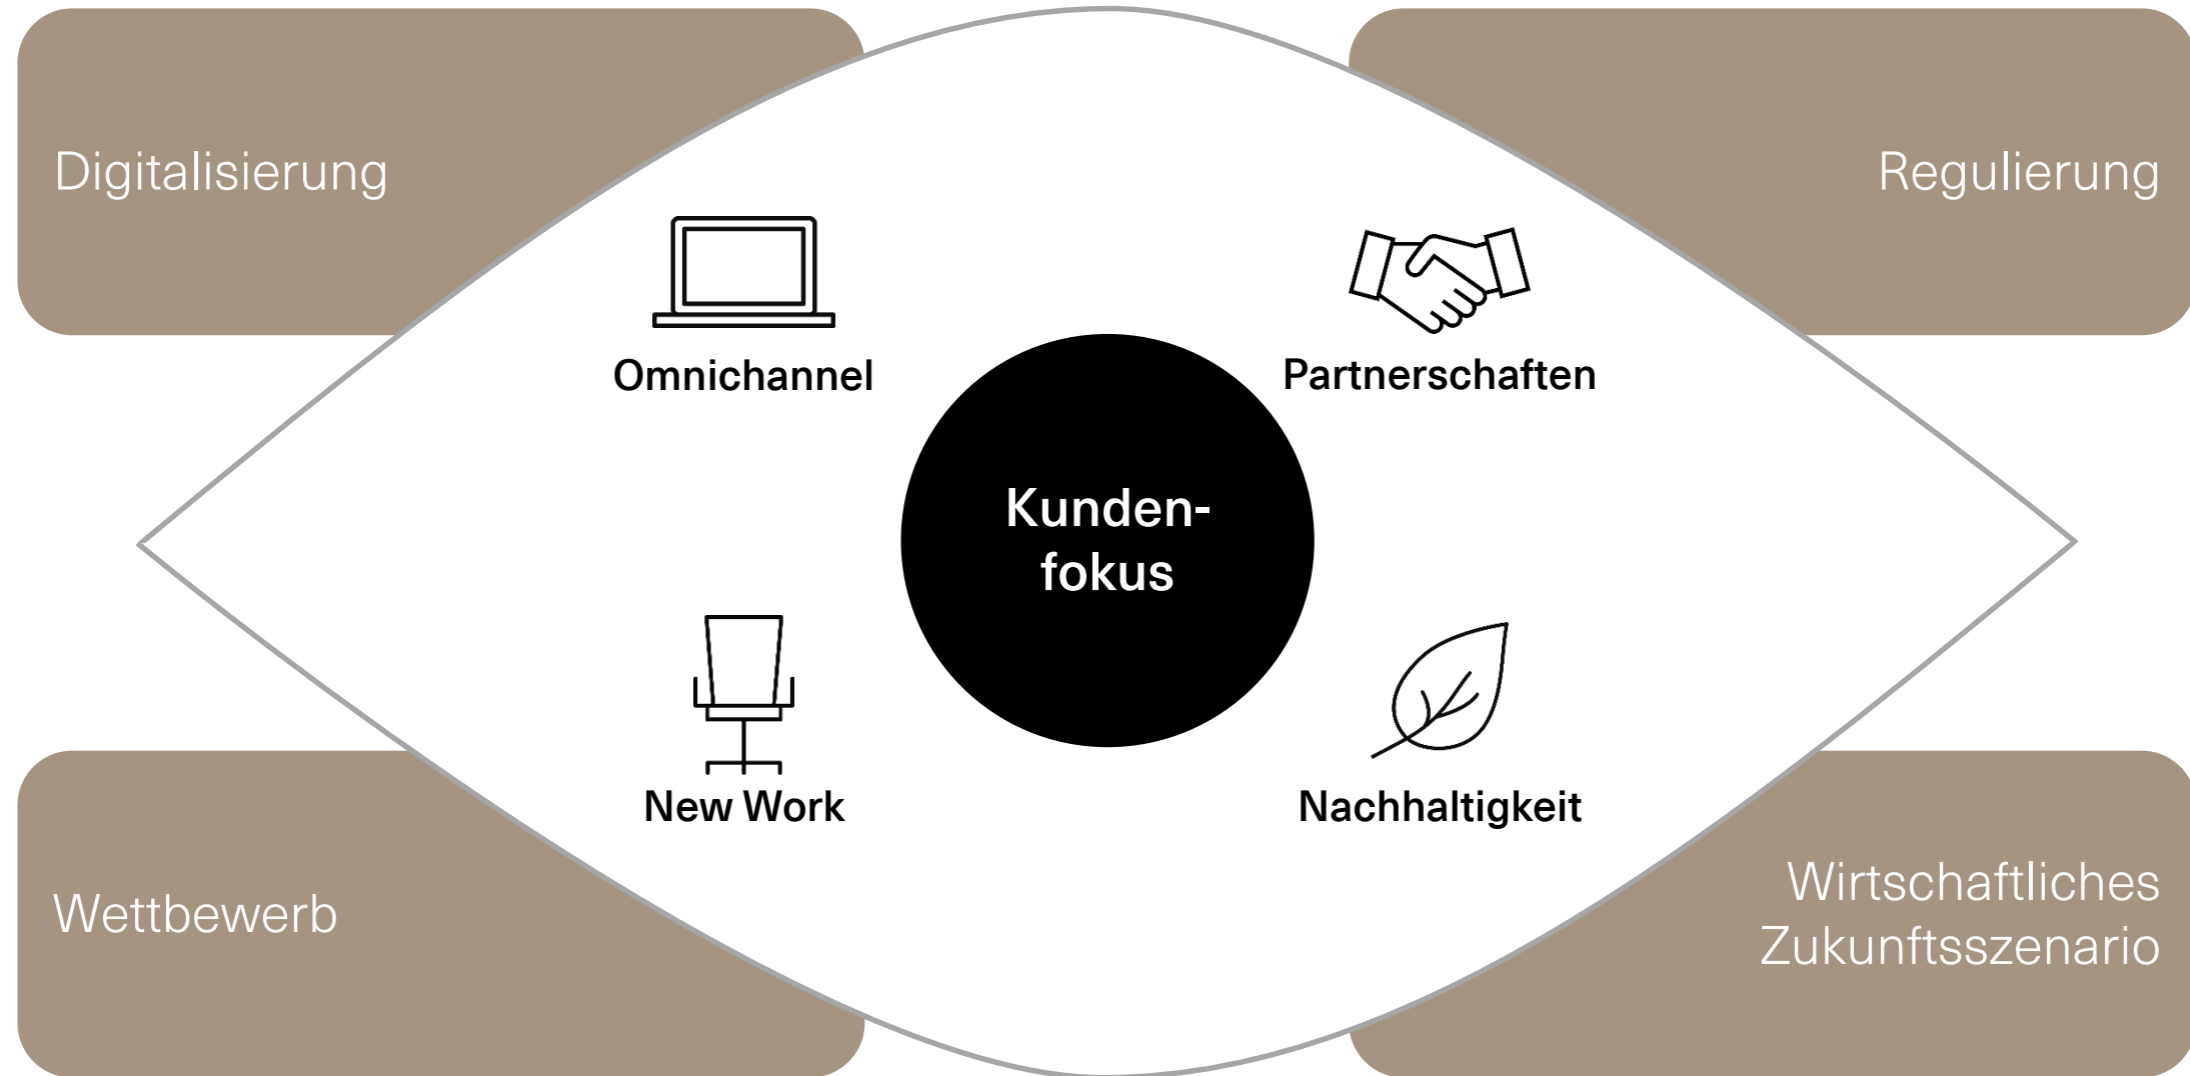 Digitalisierung
Regulierung
Omnichannel
Partnerschaften
Kunden-
fokus
New Work
Nachhaltigkeit
Wettbewerb
Wirtschaftliches
Zukunftsszenario